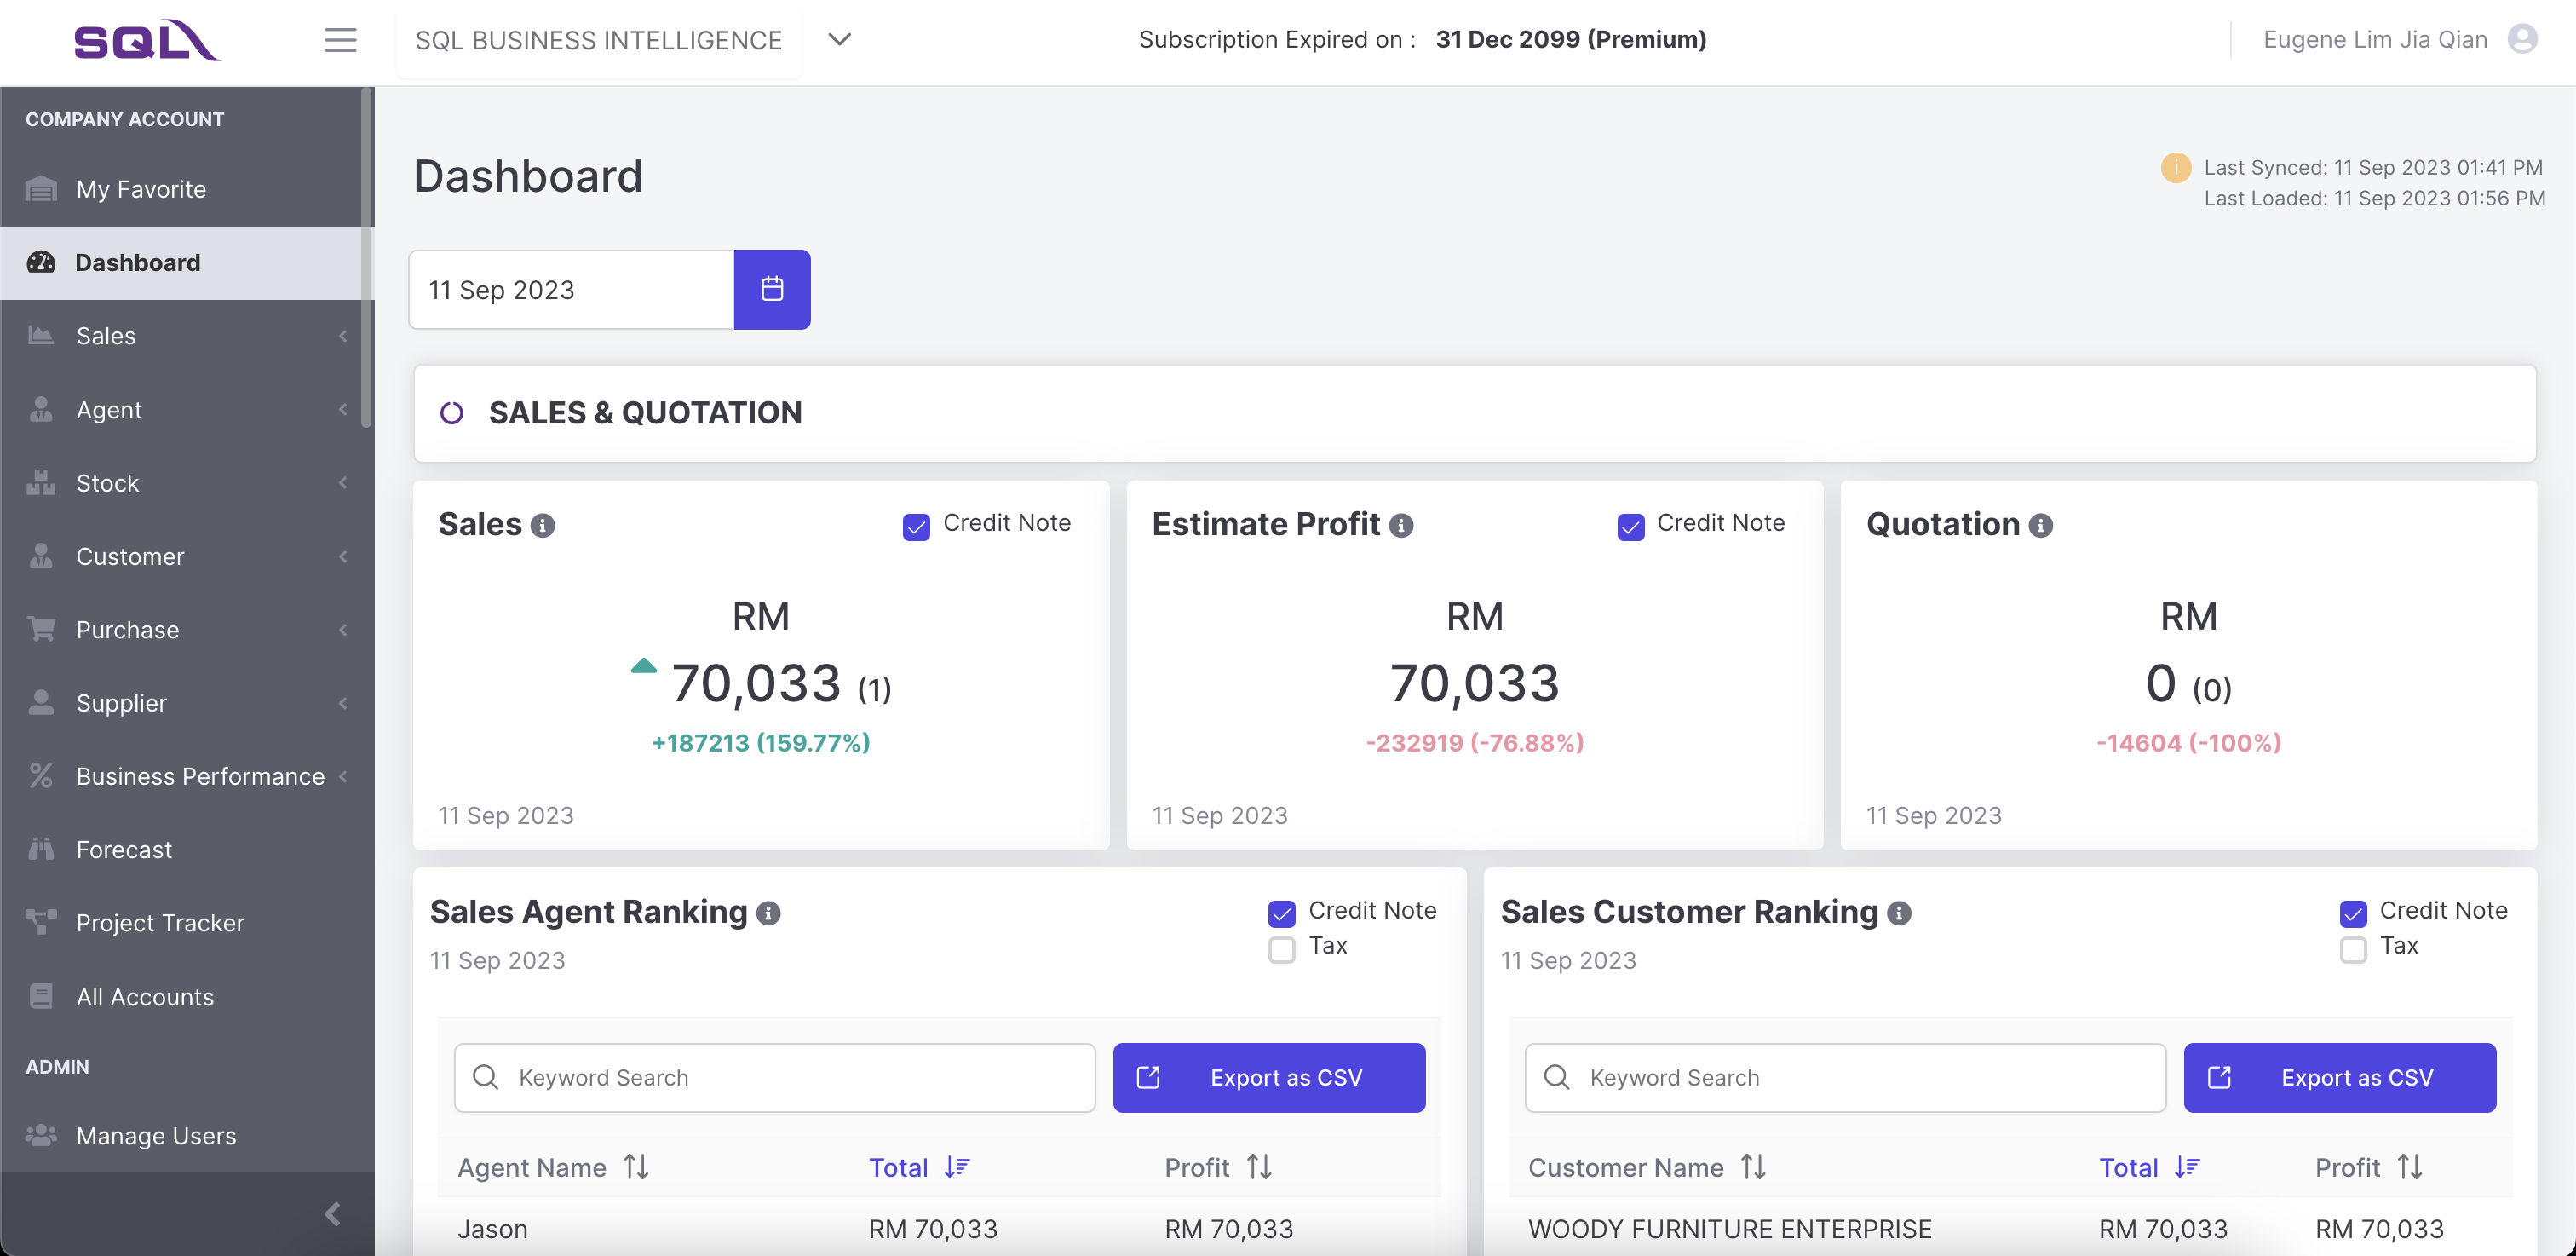 SQL
SQL BUSINESS INTELLIGENCE
Subscription Expired on : 31 Dec 2099 (Premium)
Eugene Lim Jia Qian
COMPANY ACCOUNT
My Favorite
Dashboard
Sales
Agent
Stock
Customer
Purchase
Supplier
Business Performance
Forecast
Project Tracker
All Accounts
ADMIN
Manage Users
Dashboard
Last Synced: 11 Sep 2023 01:41 PM
Last Loaded: 11 Sep 2023 01:56 PM
11 Sep 2023
SALES & QUOTATION
Sales
Credit Note
RM
70,033 (1)
+187213 (159.77%)
11 Sep 2023
Estimate Profit
Credit Note
RM
70,033
-232919 (-76.88%)
11 Sep 2023
Quotation
RM
0 (0)
-14604 (-100%)
11 Sep 2023
Sales Agent Ranking
Credit Note
Tax
11 Sep 2023
Keyword Search
Export as CSV
Agent Name Total Profit
Jason RM 70,033 RM 70,033
Sales Customer Ranking
Credit Note
Tax
11 Sep 2023
Keyword Search
Export as CSV
Customer Name Total Profit
WOODY FURNITURE ENTERPRISE RM 70,033 RM 70,033